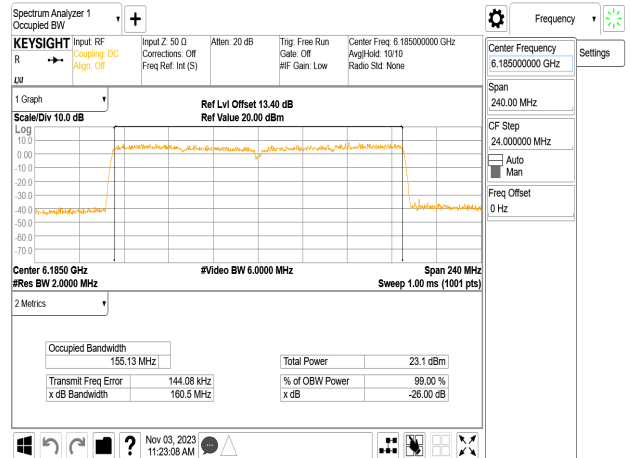 Spectrum Analyzer 1
Occupied BW
Frequency
KEYSIGHT
R
Input: RF
Coupling: DC
Align: Off
Input Z: 50 Ω
Corrections: Off
Freq Ref: Int (S)
Atten: 20 dB
Trig: Free Run
Gate: Off
#IF Gain: Low
Center Freq: 6.185000000 GHz
Avg|Hold: 10/10
Radio Std: None
1 Graph
Scale/Div 10.0 dB
Ref Lvl Offset 13.40 dB
Ref Value 20.00 dBm
Log
10.0
0.00
-10.0
-20.0
-30.0
-40.0
-50.0
-60.0
-70.0
Center 6.1850 GHz
#Res BW 2.0000 MHz
#Video BW 6.0000 MHz
Span 240 MHz
Sweep 1.00 ms (1001 pts)
2 Metrics
Occupied Bandwidth
155.13 MHz
Total Power 23.1 dBm
Transmit Freq Error 144.08 kHz
% of OBW Power 99.00 %
x dB Bandwidth 160.5 MHz
x dB -26.00 dB
Nov 03, 2023
11:23:08 AM
Center Frequency
6.185000000 GHz
Settings
Span
240.00 MHz
CF Step
24.000000 MHz
Auto
Man
Freq Offset
0 Hz